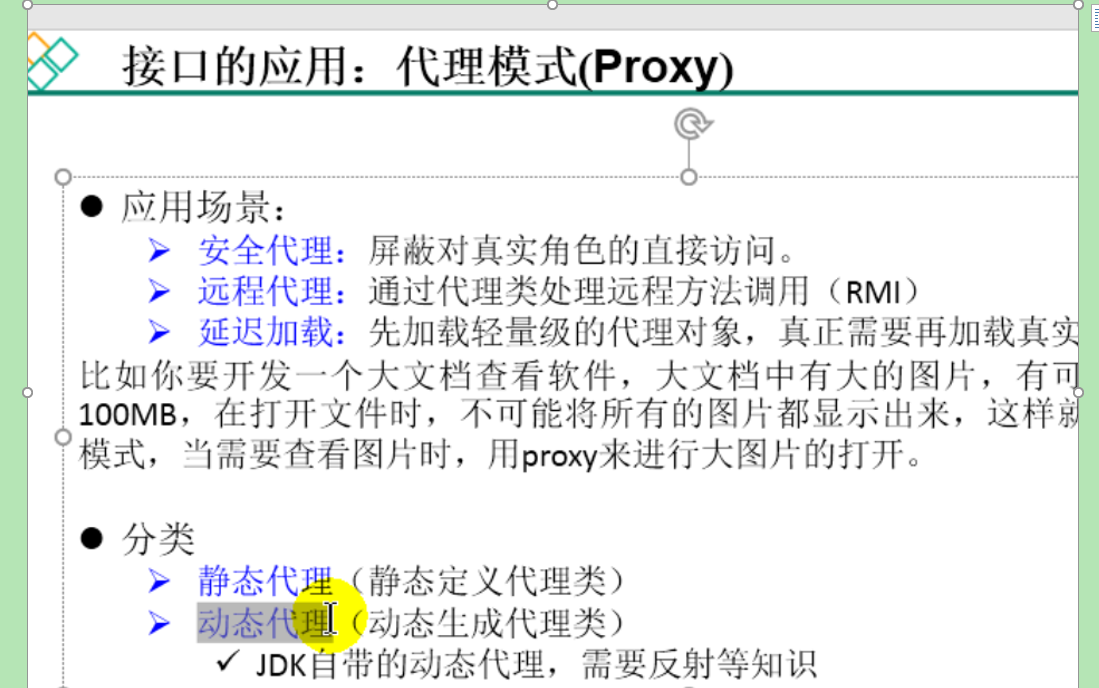 接口的应用：代理模式(Proxy)
应用场景：
安全代理：屏蔽对真实角色的直接访问。
远程代理：通过代理类处理远程方法调用（RMI）
延迟加载：先加载轻量级的代理对象，真正需要再加载真实
比如你要开发一个大文档查看软件，大文档中有大的图片，有可
100MB，在打开文件时，不可能将所有的图片都显示出来，这样就
模式，当需要查看图片时，用proxy来进行大图片的打开。
分类
静态代理（静态定义代理类）
动态代理（动态生成代理类）
JDK自带的动态代理，需要反射等知识